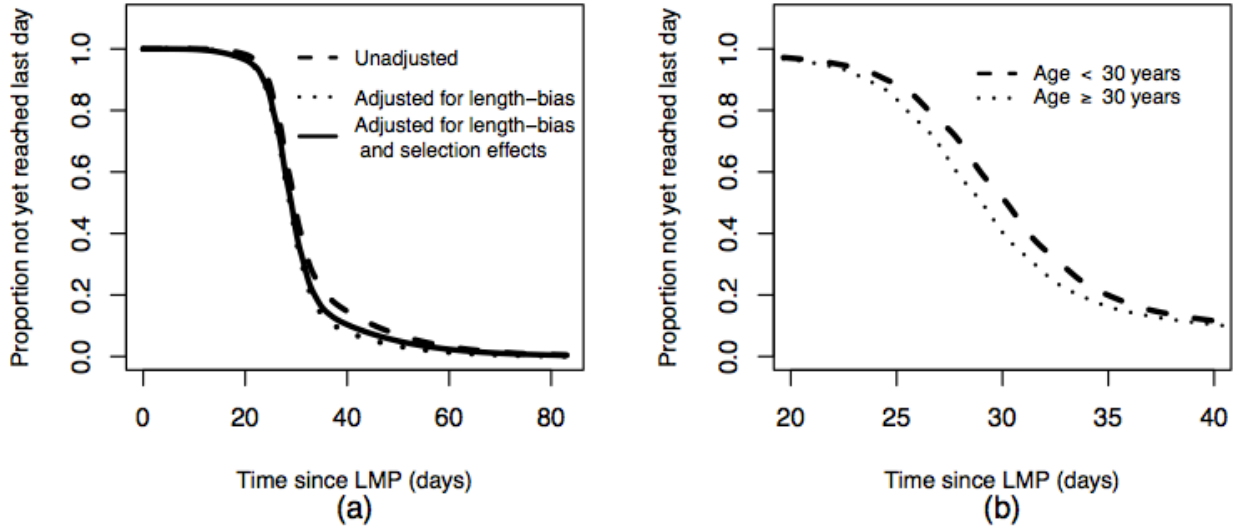 Proportion not yet reached last day
1.0
0.8
0.6
0.4
0.2
0.0
Unadjusted
Adjusted for length−bias
Adjusted for length−bias
and selection effects
0 20 40 60 80
Time since LMP (days)
(a)
Proportion not yet reached last day
1.0
0.8
0.6
0.4
0.2
0.0
Age < 30 years
Age ≥ 30 years
20 25 30 35 40
Time since LMP (days)
(b)